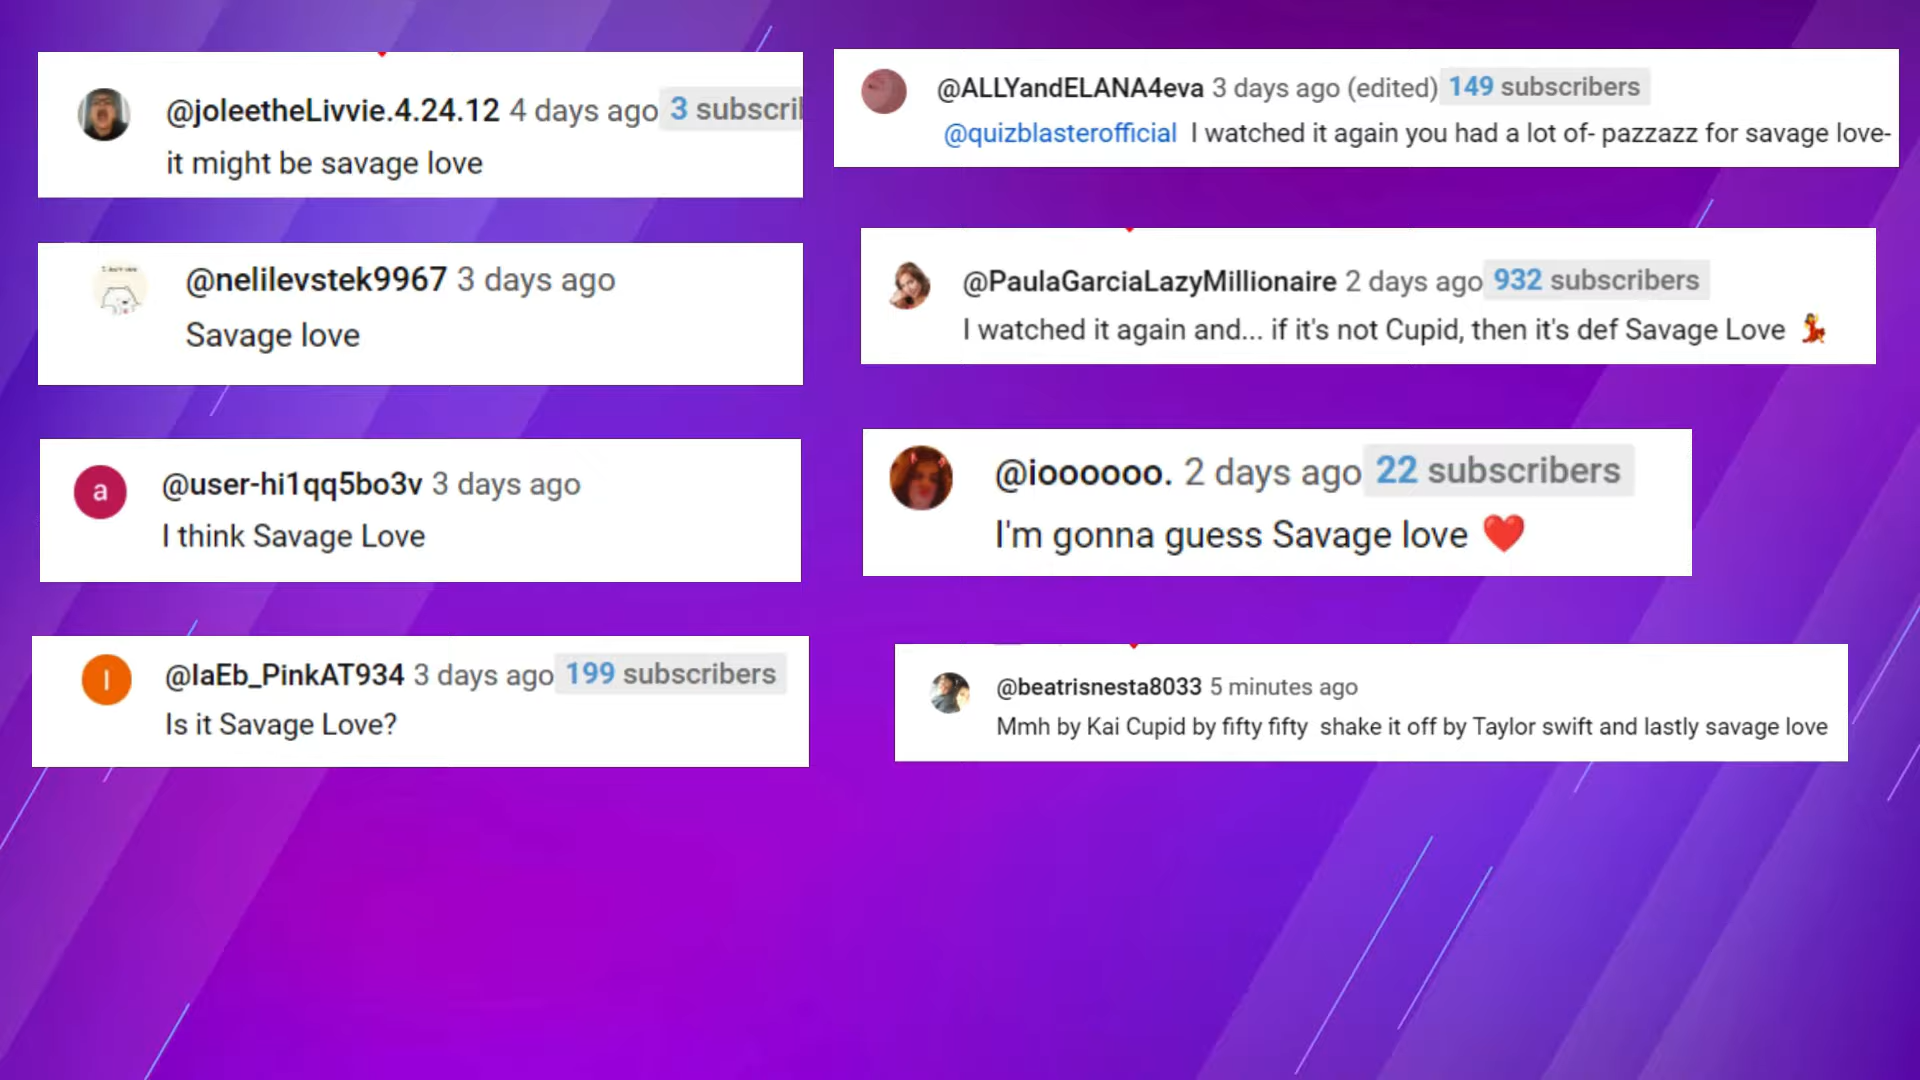 @joleetheLivvie.4.24.12 4 days ago 3 subscrib
it might be savage love
@nelilevstek9967 3 days ago
Savage love
a
@user-hi1qq5bo3v 3 days ago
I think Savage Love
l
@laEb_PinkAT934 3 days ago 199 subscribers
Is it Savage Love?
@ALLYandELANA4eva 3 days ago (edited) 149 subscribers
@quizblasterofficial I watched it again you had a lot of- pazzazz for savage love-
@PaulaGarciaLazyMillionaire 2 days ago 932 subscribers
I watched it again and... if it's not Cupid, then it's def Savage Love 💃
@ioooooo. 2 days ago 22 subscribers
I'm gonna guess Savage love ❤️
@beatrisnesta8033 5 minutes ago
Mmh by Kai Cupid by fifty fifty shake it off by Taylor swift and lastly savage love